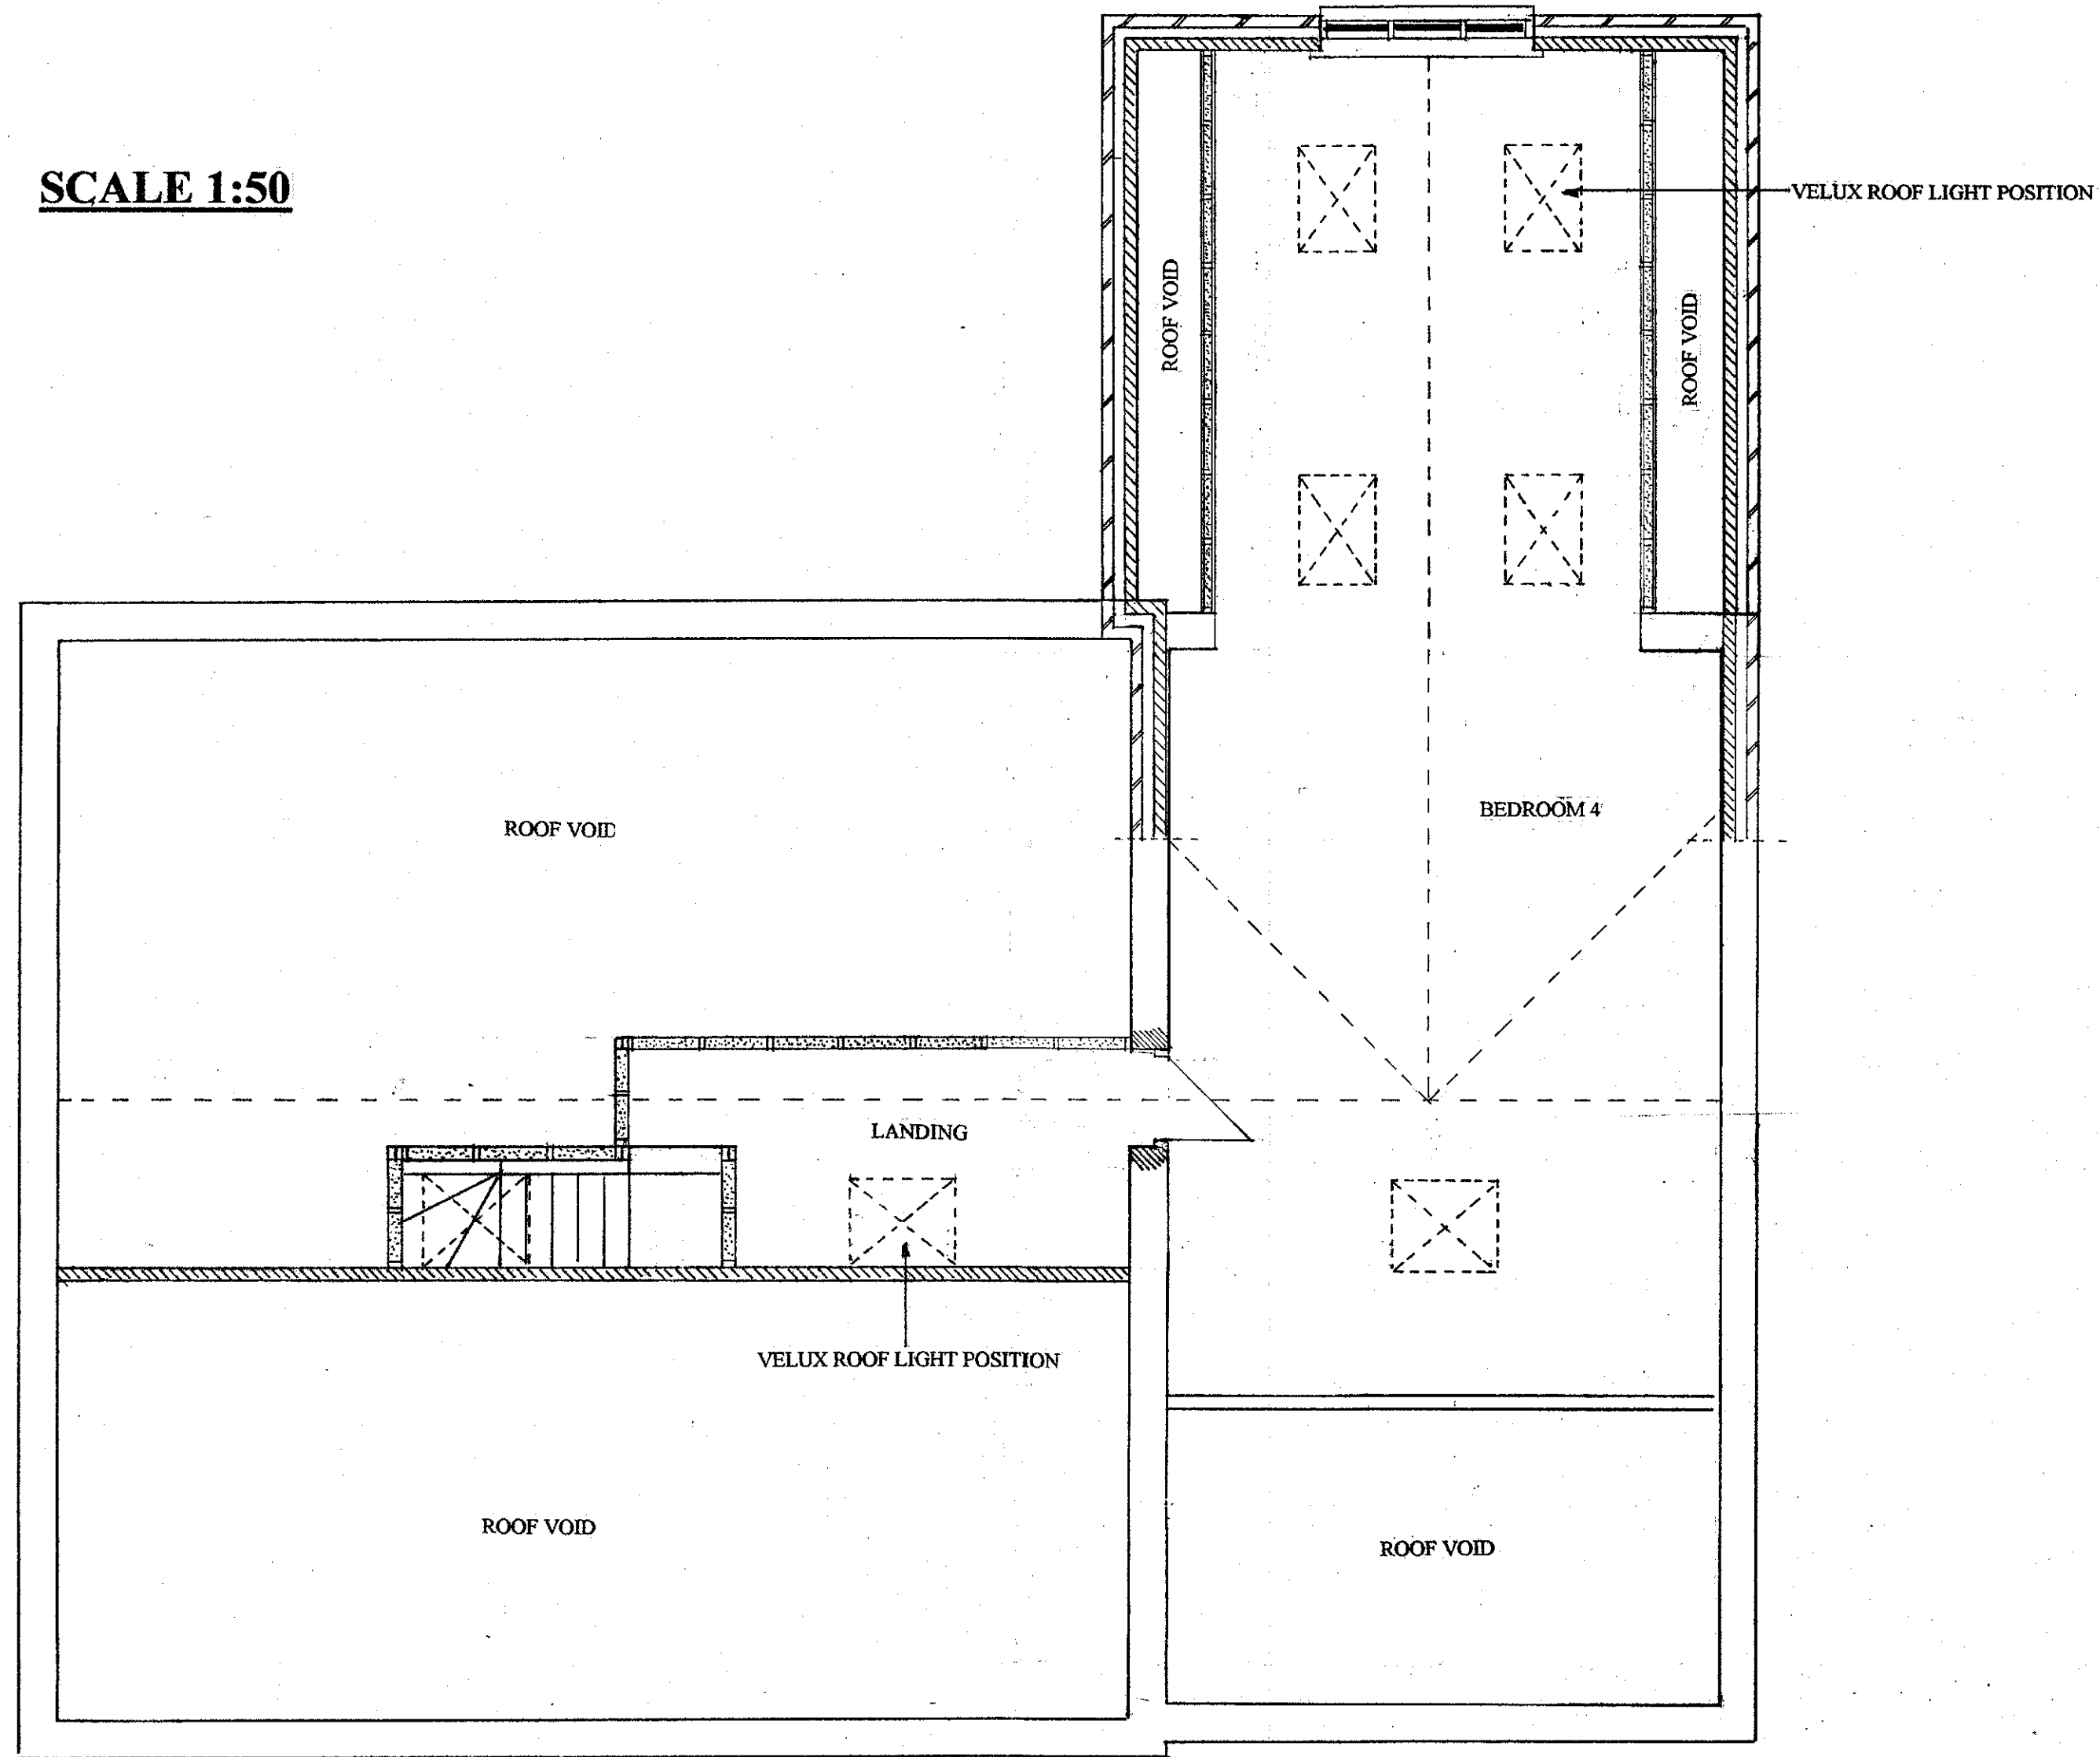 SCALE 1:50
VELUX ROOF LIGHT POSITION
ROOF VOID
ROOF VOID
BEDROOM 4
ROOF VOID
LANDING
VELUX ROOF LIGHT POSITION
ROOF VOID
ROOF VOID